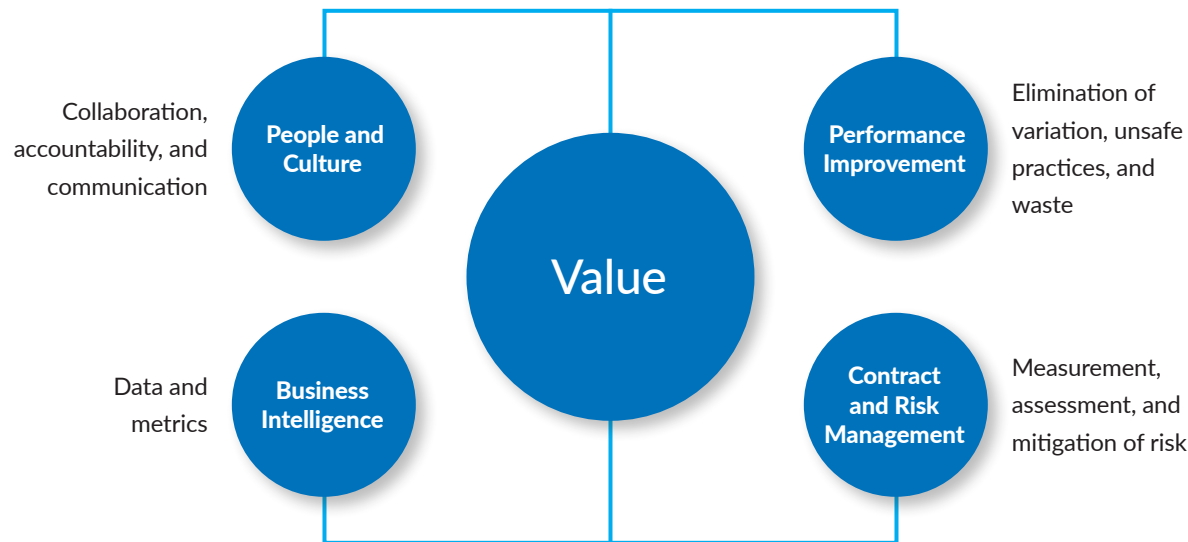 Collaboration,
accountability, and
communication
People and
Culture
Performance
Improvement
Elimination of
variation, unsafe
practices, and
waste
Value
Data and
metrics
Business
Intelligence
Contract
and Risk
Management
Measurement,
assessment, and
mitigation of risk